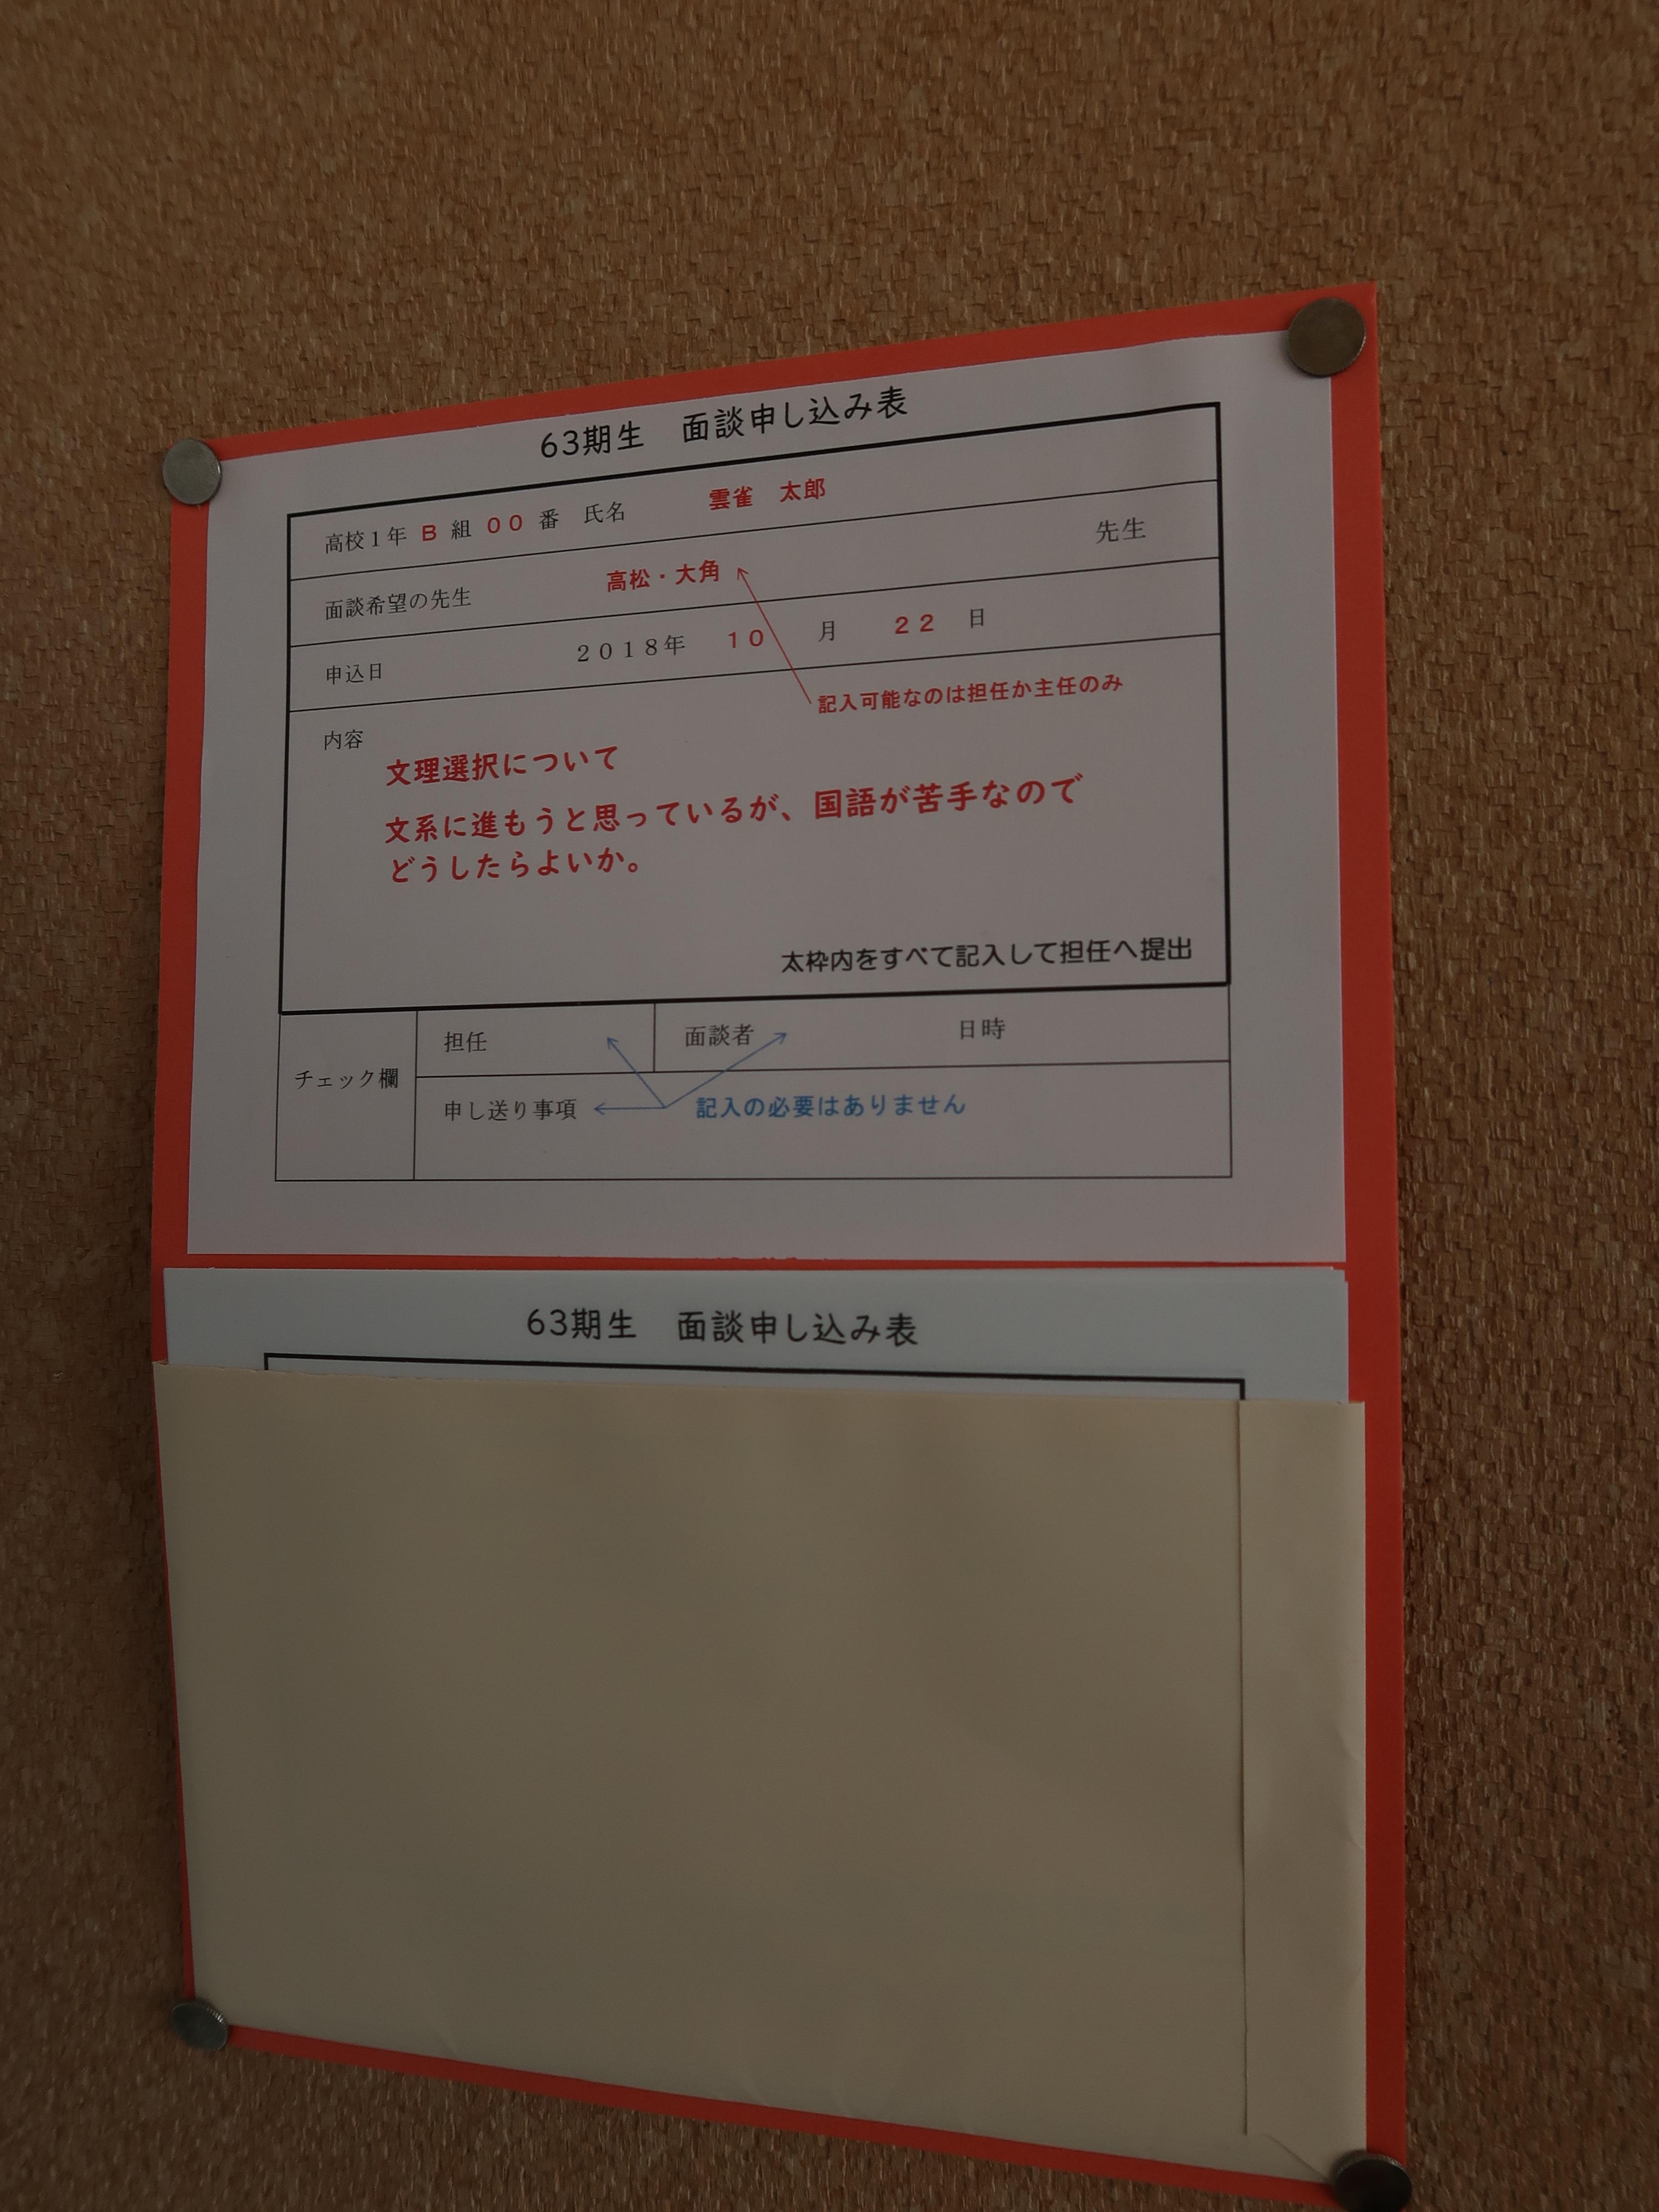 63期生　面談申し込み表
高校１年 B 組 ００ 番　氏名　雲雀　太郎
面談希望の先生　高松・大角　先生
申込日　２０１８年　１０　月　２２　日
記入可能なのは担任か主任のみ
内容
文理選択について
文系に進もうと思っているが、国語が苦手なので
どうしたらよいか。
太枠内をすべて記入して担任へ提出
チェック欄
担任　面談者　日時
申し送り事項　記入の必要はありません
63期生　面談申し込み表